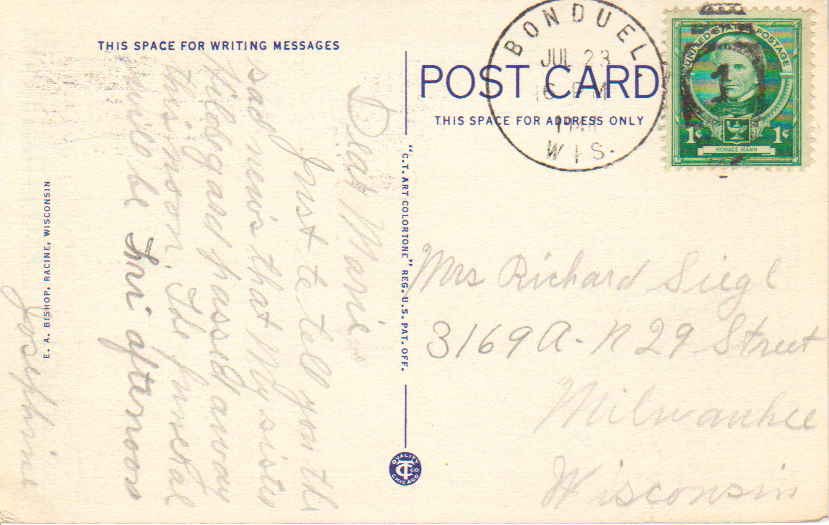 THIS SPACE FOR WRITING MESSAGES
Dear Marie
Just to tell you the
sad news that My sister
Hildegard passed away
this noon. The funeral
will be Fri afternoon
Josephine
E. A. BISHOP, RACINE, WISCONSIN
"C.T. ART COLORTONE" REG. U.S. PAT. OFF.
QUALITY
CT
CHICAGO
BONDUEL
JUL 23
WIS.
POST CARD
THIS SPACE FOR ADDRESS ONLY
UNITED STATES POSTAGE
1¢ 1¢
HORACE MANN
Mrs Richard Siegl
3169A - N 29 Street
Milwaukee
Wisconsin